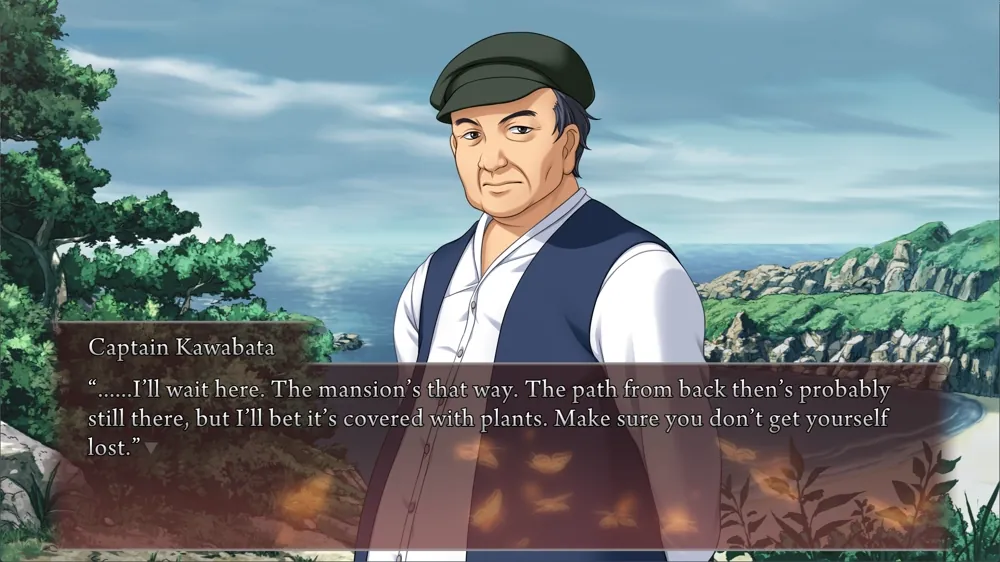 Captain Kawabata
“......I’ll wait here. The mansion’s that way. The path from back then’s probably
still there, but I’ll bet it’s covered with plants. Make sure you don’t get yourself
lost.”